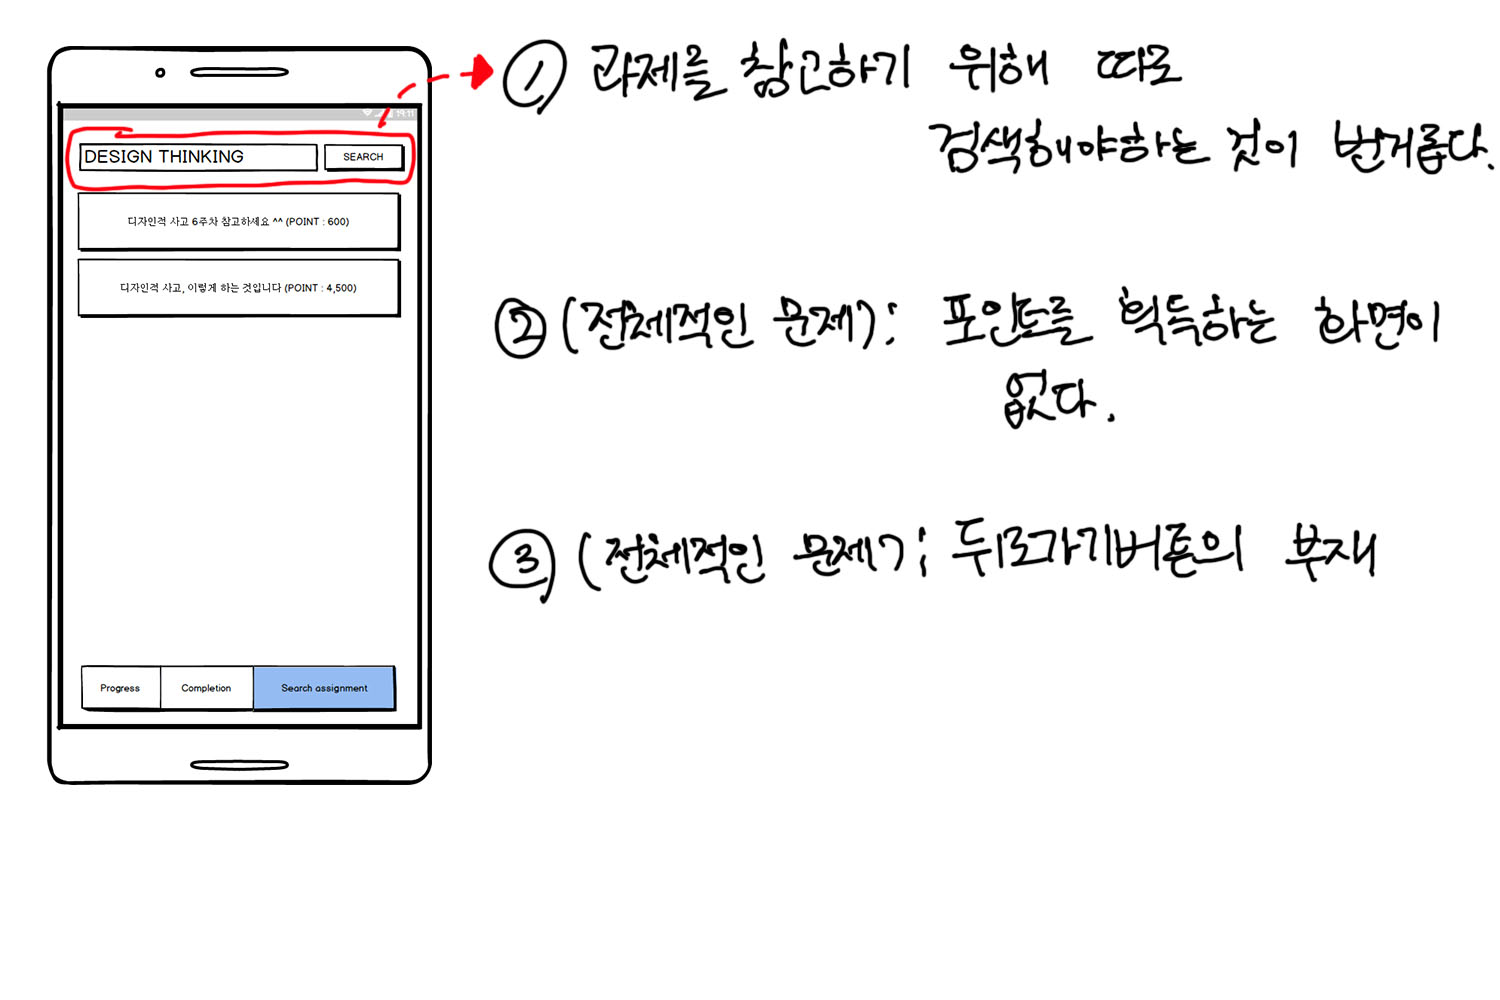 19:11
DESIGN THINKING
SEARCH
디자인적 사고 6주차 참고하세요 ^^ (POINT : 600)
디자인적 사고, 이렇게 하는 것입니다 (POINT : 4,500)
Progress
Completion
Search assignment
① 과제를 참고하기 위해 따로
검색해야하는 것이 번거롭다.
② (전체적인 문제): 포인트를 획득하는 화면이
없다.
③ (전체적인 문제): 뒤로가기버튼의 부재